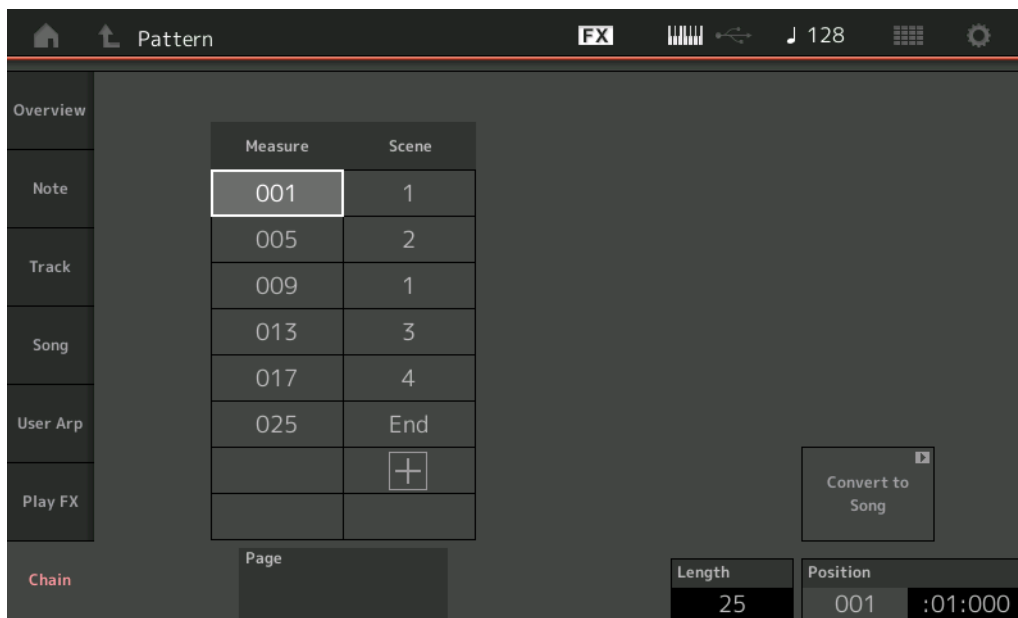 Pattern
FX
128
Overview
Note
Track
Song
User Arp
Play FX
Chain
Measure Scene
001 1
005 2
009 1
013 3
017 4
025 End
Page
Convert to
Song
Length
25
Position
001 :01:000